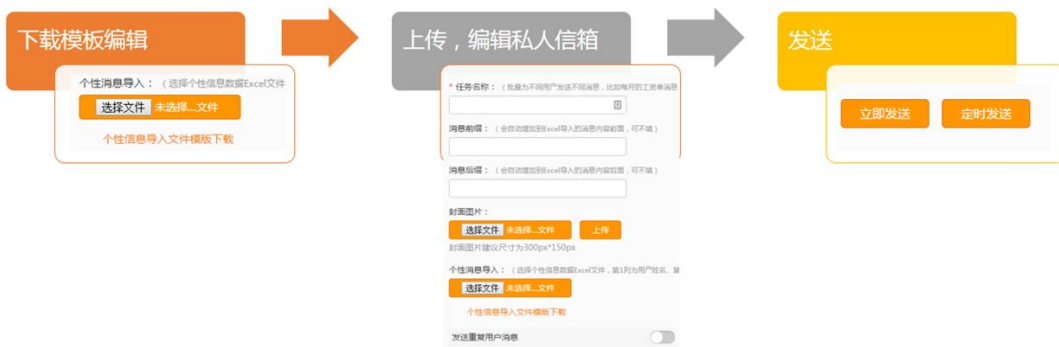 下载模板编辑
个性消息导入： （选择个性信息数据Excel文件
选择文件 未选择...文件
个性信息导入文件模版下载
上传，编辑私人信箱
* 任务名称： （批量为不同用户发送不同消息，比如每月的工资单消息
消息前缀： （会自动增加到Excel导入的消息内容前面，可不填）
消息后缀： （会自动增加到Excel导入的消息内容后面，可不填）
封面图片：
选择文件 未选择...文件 上传
封面图片建议尺寸为300px*150px
个性消息导入： （选择个性信息数据Excel文件，第1列为用户姓名、第
选择文件 未选择...文件
个性信息导入文件模版下载
发送重复用户消息
发送
立即发送 定时发送